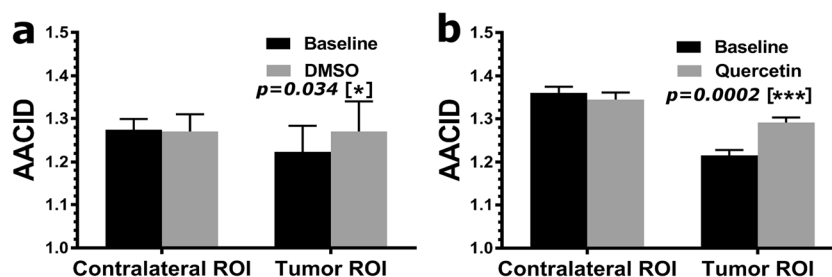 a
AACID
1.5
1.4
1.3
1.2
1.1
1.0
Baseline
DMSO
p=0.034 [*]
Contralateral ROI
Tumor ROI
b
AACID
1.5
1.4
1.3
1.2
1.1
1.0
Baseline
Quercetin
p=0.0002 [***]
Contralateral ROI
Tumor ROI